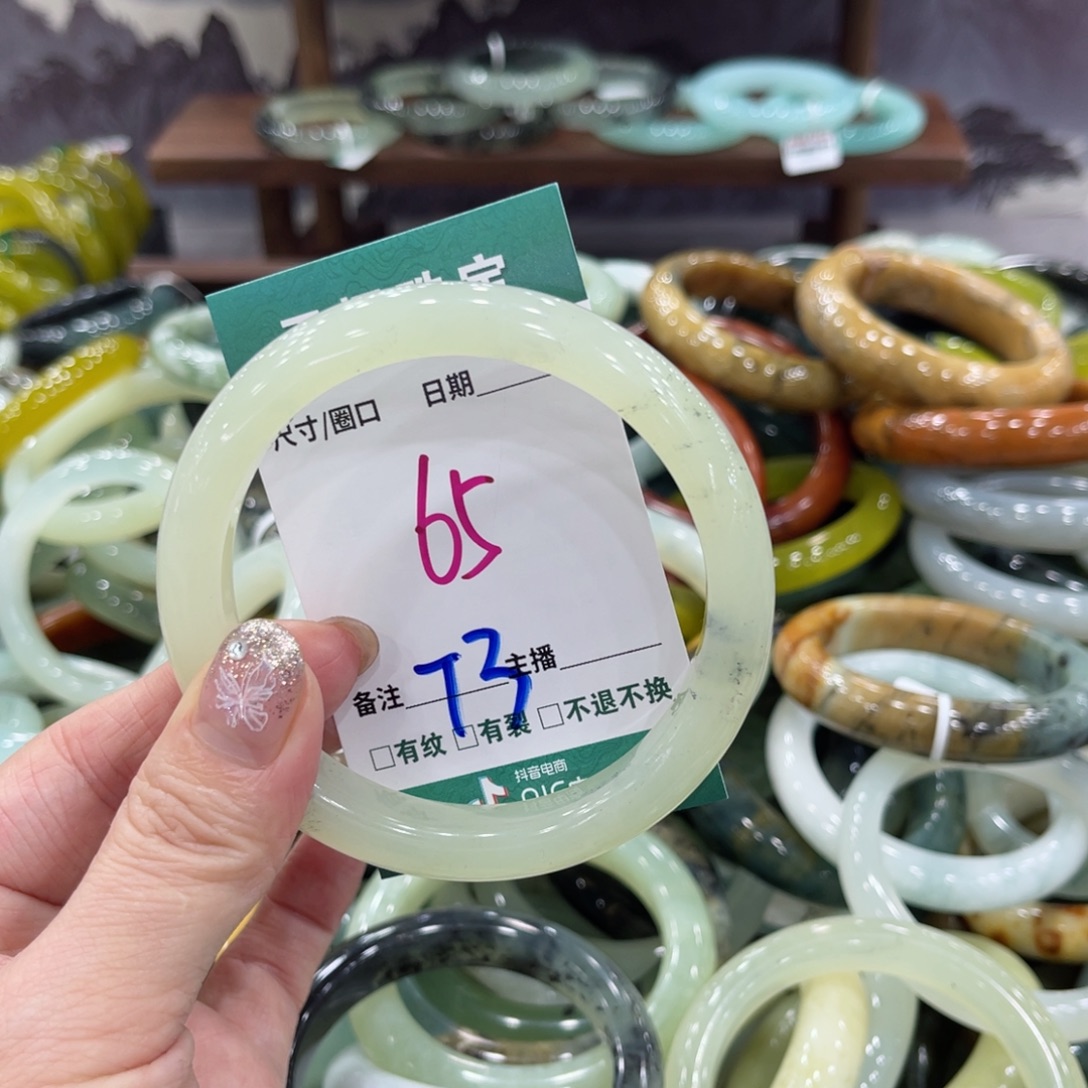 日期
尺寸/圈口
65
备注 T3 主播
□有纹 □有裂 □不退不换
抖音电商